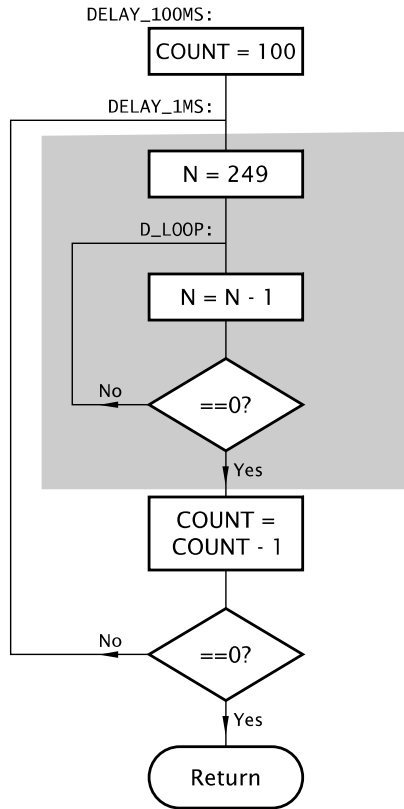 DELAY_100MS:
COUNT = 100
DELAY_1MS:
N = 249
D_LOOP:
N = N - 1
No
==0?
Yes
COUNT =
COUNT - 1
No
==0?
Yes
Return